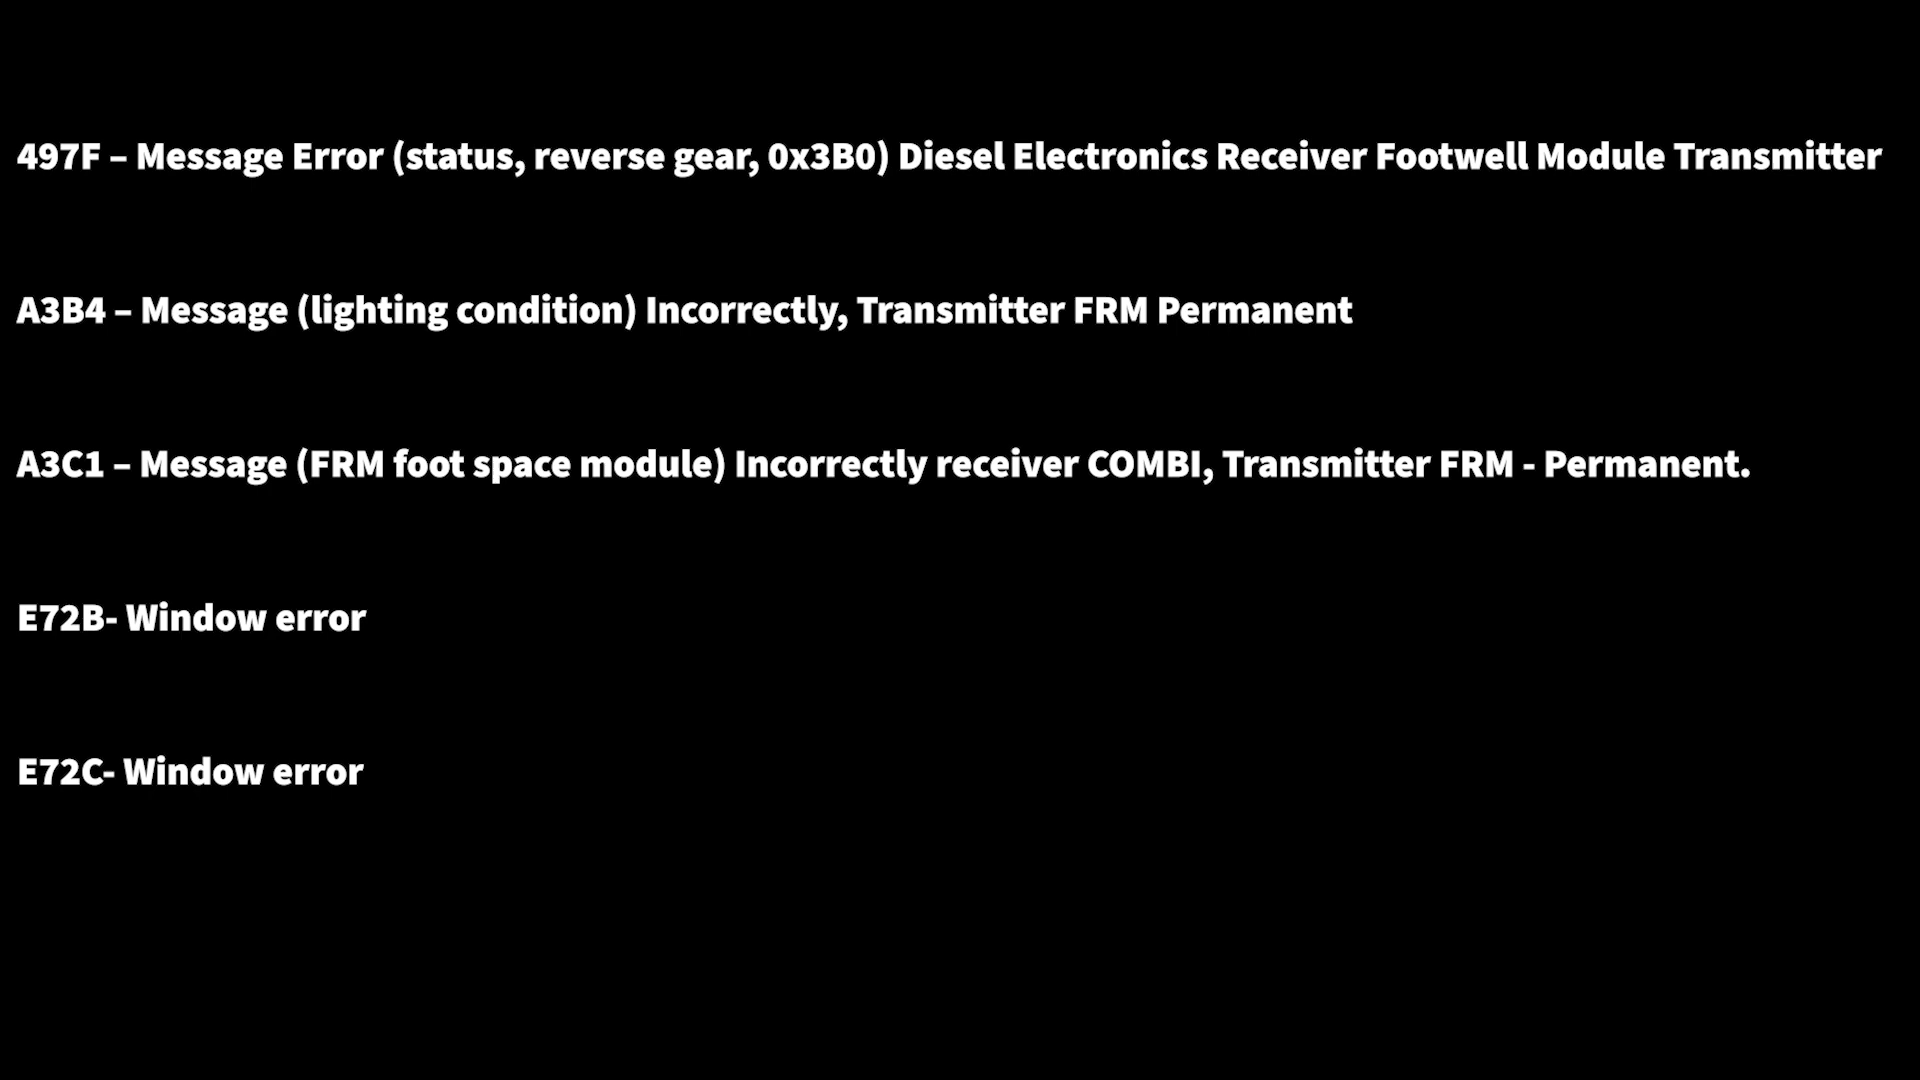 497F – Message Error (status, reverse gear, 0x3B0) Diesel Electronics Receiver Footwell Module Transmitter
A3B4 – Message (lighting condition) Incorrectly, Transmitter FRM Permanent
A3C1 – Message (FRM foot space module) Incorrectly receiver COMBI, Transmitter FRM - Permanent.
E72B- Window error
E72C- Window error